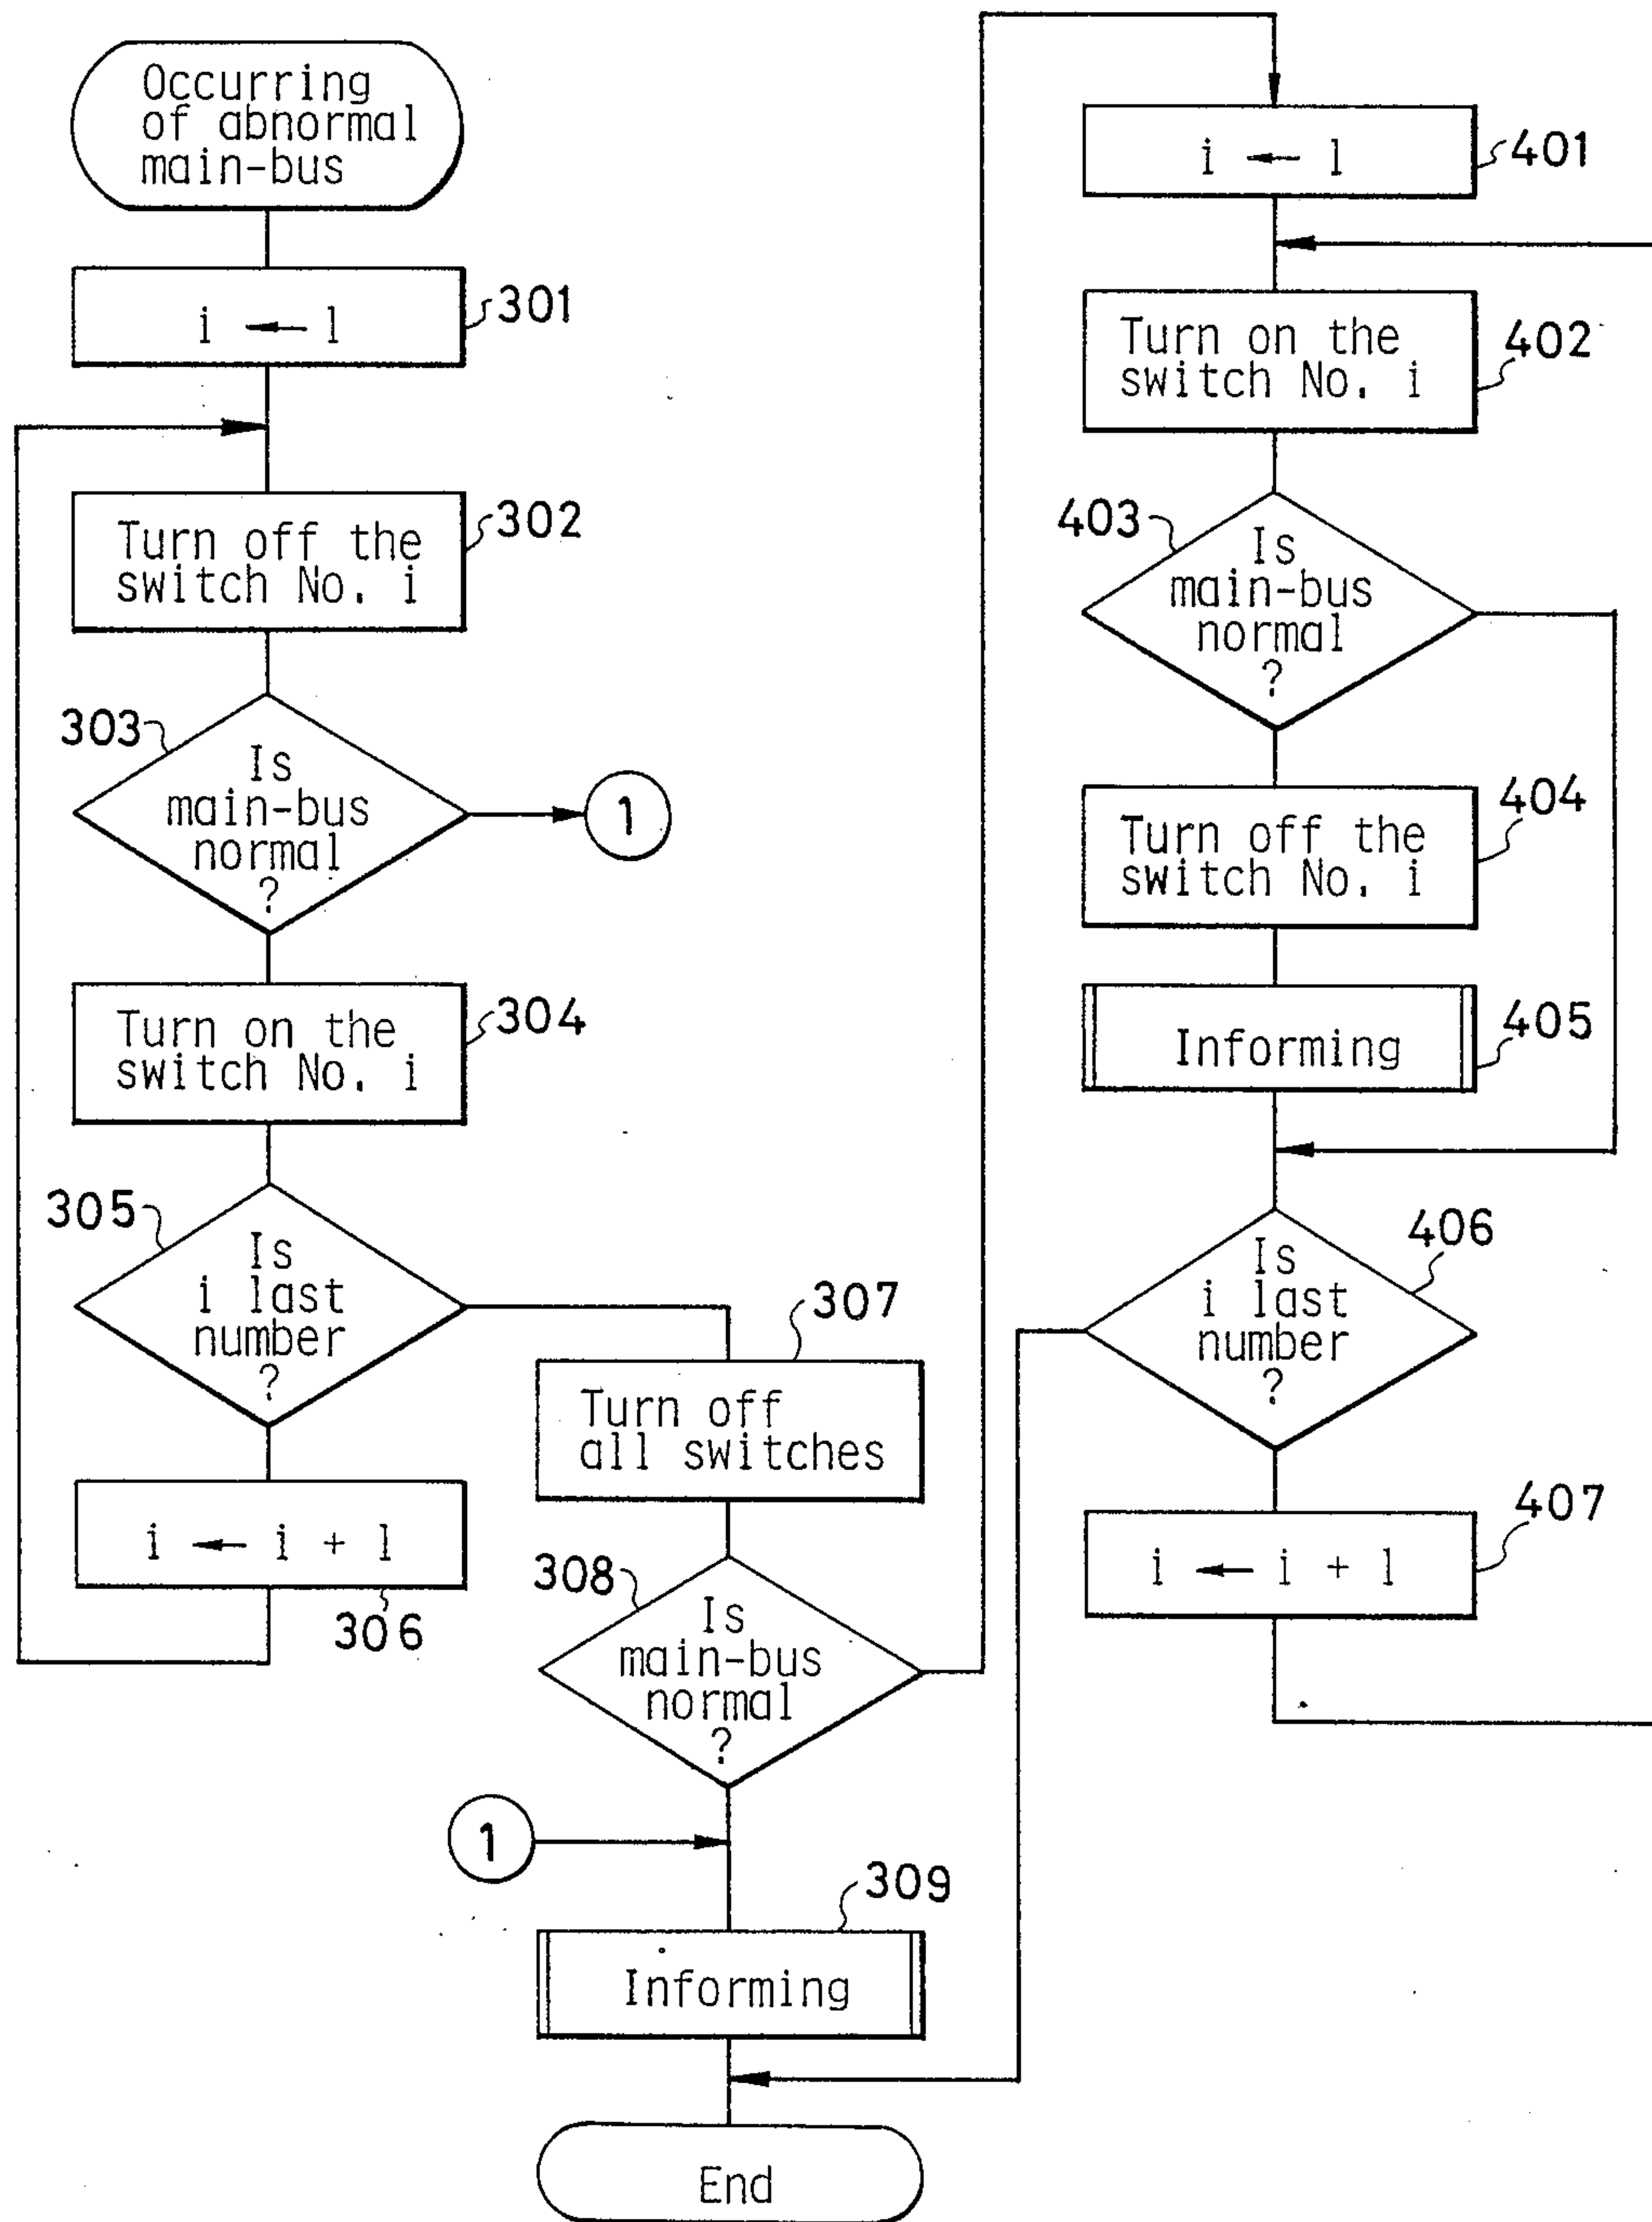 Occurring
of abnormal
main-bus
i ← 1
301
Turn off the
switch No. i
302
303
Is
main-bus
normal
?
1
Turn on the
switch No. i
304
305
Is
i last
number
?
i ← i + 1
306
307
Turn off
all switches
308
Is
main-bus
normal
?
1
309
Informing
End
i ← 1
401
Turn on the
switch No. i
402
403
Is
main-bus
normal
?
Turn off the
switch No. i
404
Informing
405
406
Is
i last
number
?
i ← i + 1
407